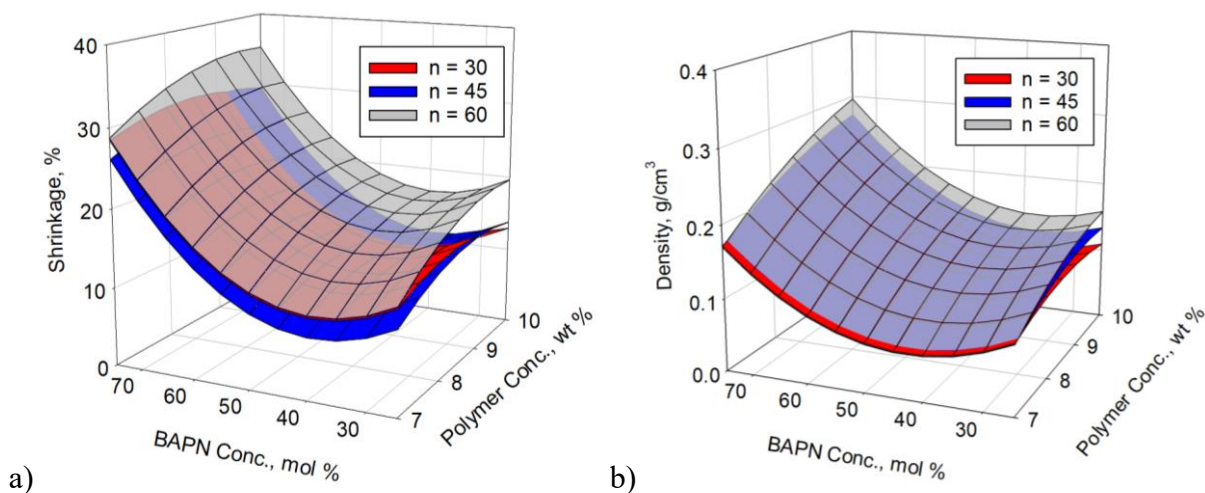 40
30
20
10
0
Shrinkage, %
n = 30
n = 45
n = 60
70
60
50
40
30
BAPN Conc., mol %
7
8
9
10
Polymer Conc., wt %
a)
0.4
0.3
0.2
0.1
0.0
Density, g/cm³
n = 30
n = 45
n = 60
70
60
50
40
30
BAPN Conc., mol %
7
8
9
10
Polymer Conc., wt %
b)